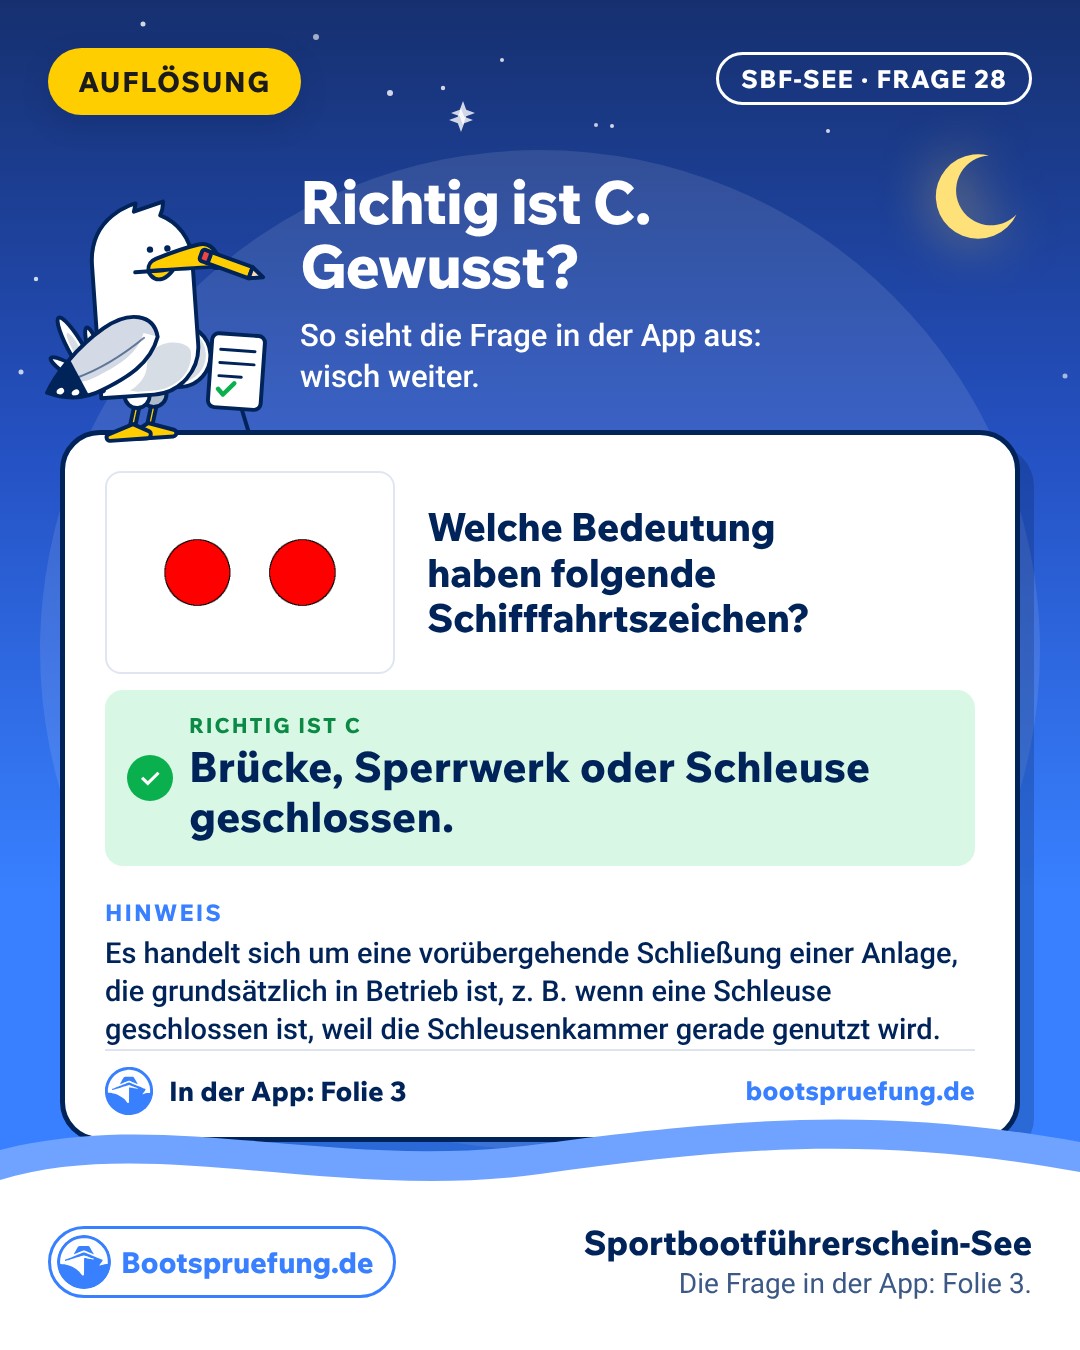 AUFLÖSUNG
SBF-SEE · FRAGE 28
Richtig ist C.
Gewusst?
So sieht die Frage in der App aus:
wisch weiter.
Welche Bedeutung
haben folgende
Schifffahrtszeichen?
RICHTIG IST C
Brücke, Sperrwerk oder Schleuse
geschlossen.
HINWEIS
Es handelt sich um eine vorübergehende Schließung einer Anlage,
die grundsätzlich in Betrieb ist, z. B. wenn eine Schleuse
geschlossen ist, weil die Schleusenkammer gerade genutzt wird.
In der App: Folie 3
bootspruefung.de
Bootspruefung.de
Sportbootführerschein-See
Die Frage in der App: Folie 3.